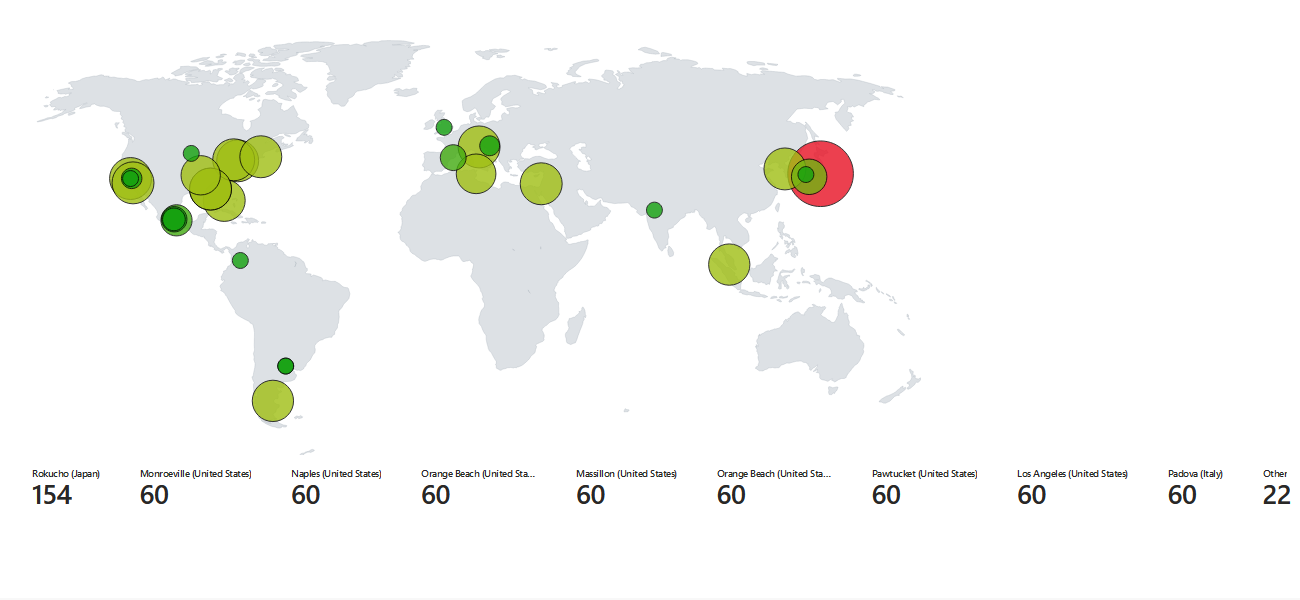 Rokucho (Japan) Monroeville (United States) Naples (United States) Orange Beach (United Sta... Massillon (United States) Orange Beach (United Sta... Pawtucket (United States) Los Angeles (United States) Padova (Italy) Other
154 60 60 60 60 60 60 60 60 22